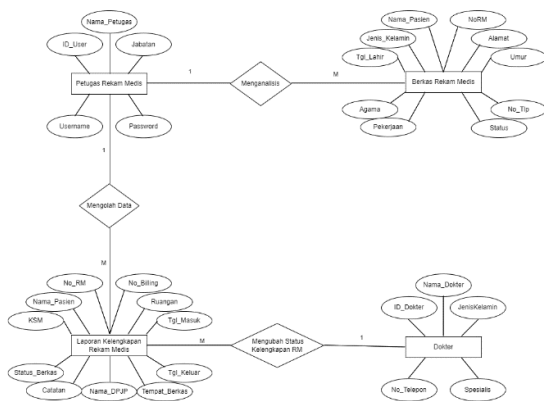 Nama_Petugas
ID_User
Jabatan
Petugas Rekam Medis
Username
Password
1
Menganalisis
M
Nama_Pasien
NoRM
Jenis_Kelamin
Alamat
Tgl_Lahir
Umur
Berkas Rekam Medis
Agama
No_Tlp
Pekerjaan
Status
1
Mengolah Data
M
No_RM
No_Billing
Nama_Pasien
Ruangan
KSM
Tgl_Masuk
Laporan Kelengkapan
Rekam Medis
Status_Berkas
Tgl_Keluar
Catatan
Nama_DPJP
Tempat_Berkas
M
Mengubah Status
Kelengkapan RM
1
Nama_Dokter
ID_Dokter
JenisKelamin
Dokter
No_Telepon
Spesialis